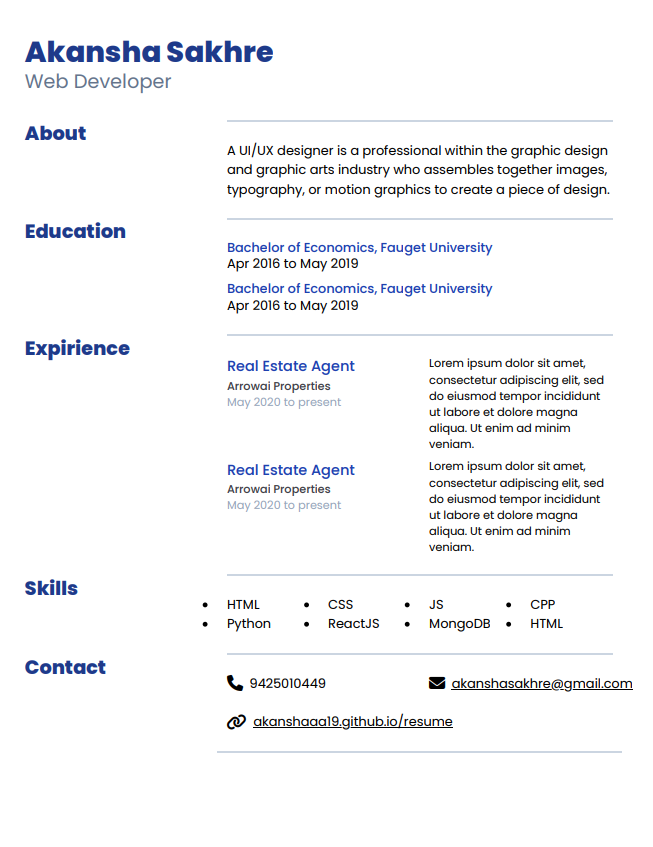 Akansha Sakhre
Web Developer
About
A UI/UX designer is a professional within the graphic design
and graphic arts industry who assembles together images,
typography, or motion graphics to create a piece of design.
Education
Bachelor of Economics, Fauget University
Apr 2016 to May 2019
Bachelor of Economics, Fauget University
Apr 2016 to May 2019
Expirience
Real Estate Agent
Arrowai Properties
May 2020 to present
Lorem ipsum dolor sit amet,
consectetur adipiscing elit, sed
do eiusmod tempor incididunt
ut labore et dolore magna
aliqua. Ut enim ad minim
veniam.
Real Estate Agent
Arrowai Properties
May 2020 to present
Lorem ipsum dolor sit amet,
consectetur adipiscing elit, sed
do eiusmod tempor incididunt
ut labore et dolore magna
aliqua. Ut enim ad minim
veniam.
Skills
• HTML • CSS • JS • CPP
• Python • ReactJS • MongoDB • HTML
Contact
9425010449 akanshasakhre@gmail.com
akanshaaa19.github.io/resume